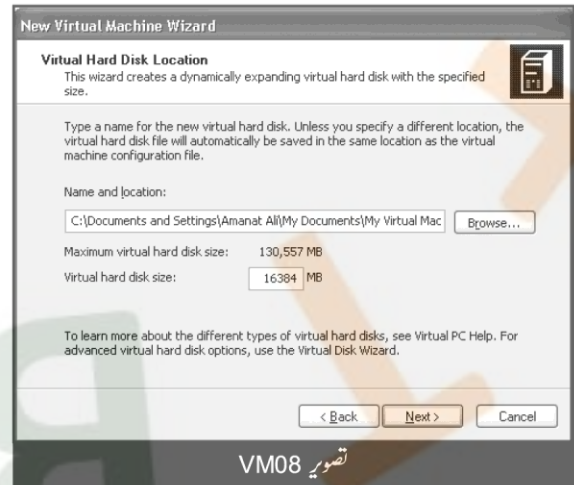 New Virtual Machine Wizard
Virtual Hard Disk Location
This wizard creates a dynamically expanding virtual hard disk with the specified
size.
Type a name for the new virtual hard disk. Unless you specify a different location, the
virtual hard disk file will automatically be saved in the same location as the virtual
machine configuration file.
Name and location:
C:\Documents and Settings\Amanat Ali\My Documents\My Virtual Mac
Browse...
Maximum virtual hard disk size: 130,557 MB
Virtual hard disk size: 16384 MB
To learn more about the different types of virtual hard disks, see Virtual PC Help. For
advanced virtual hard disk options, use the Virtual Disk Wizard.
< Back Next > Cancel
تصویر VM08